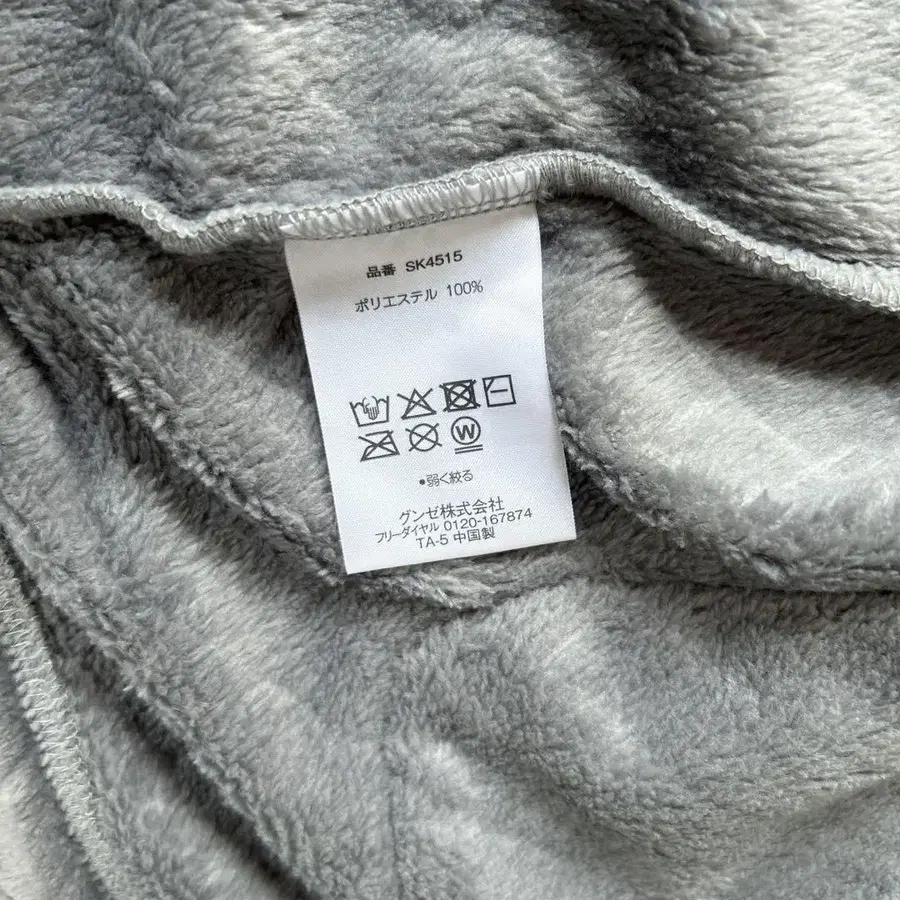 品番 SK4515
ポリエステル 100%
W
•弱く絞る
グンゼ株式会社
フリーダイヤル 0120-167874
TA-5 中国製